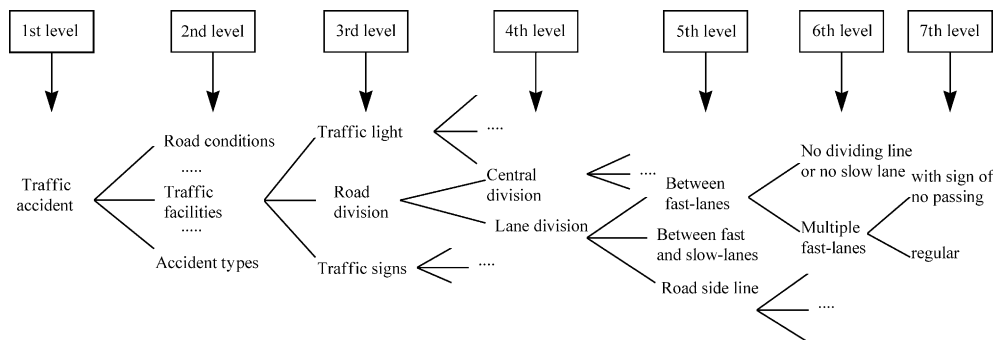 1st level
2nd level
3rd level
4th level
5th level
6th level
7th level
Traffic
accident
Road conditions
.....
Traffic
facilities
.....
Accident types
Traffic light
Road
division
Traffic signs
....
Central
division
Lane division
....
....
Between
fast-lanes
Between fast
and slow-lanes
Road side line
No dividing line
or no slow lane
Multiple
fast-lanes
....
with sign of
no passing
regular